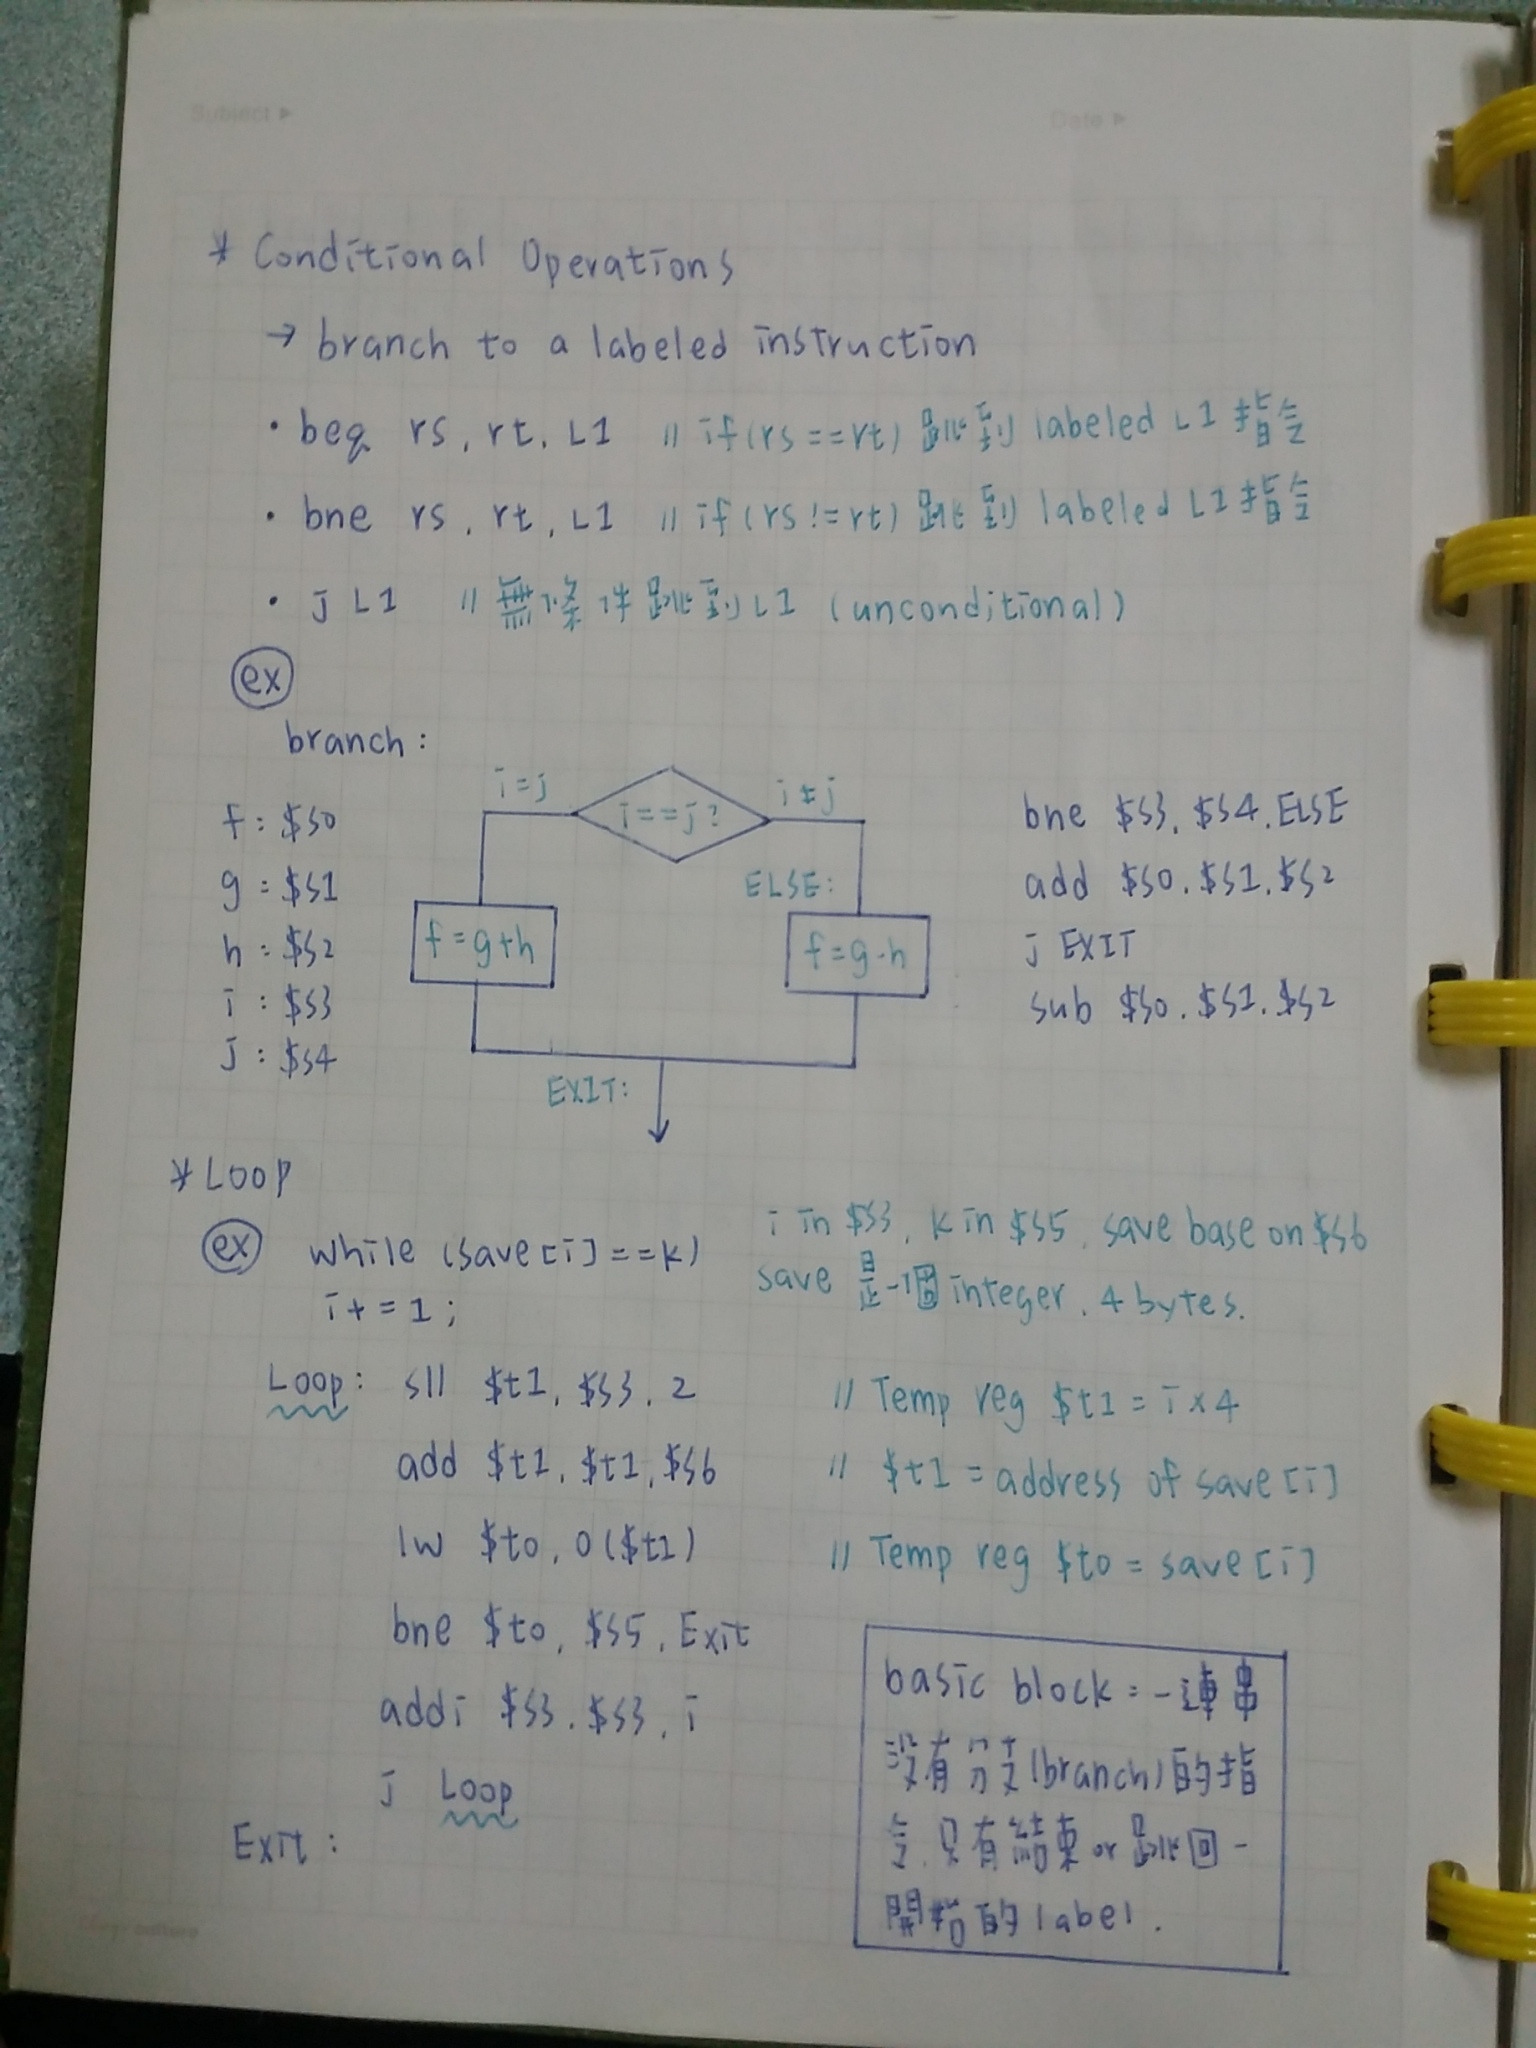 Subject ▶ Date ▶
* Conditional Operations
→ branch to a labeled instruction
· beq rs, rt, L1 // if(rs==rt) 跳到 labeled L1 指令
· bne rs, rt, L1 // if(rs!=rt) 跳到 labeled L1 指令
· j L1 // 無條件跳到 L1 (unconditional)
ex
branch:
f: $s0
g: $s1
h: $s2
i: $s3
j: $s4
i=j
i==j?
i≠j
ELSE:
f=g+h
f=g-h
EXIT:
bne $s3, $s4, ELSE
add $s0, $s1, $s2
j EXIT
sub $s0, $s1, $s2
* Loop
ex while (save[i]==k)
i+=1;
i in $s3, k in $s5, save base on $s6
save 是一個 integer, 4 bytes.
Loop: sll $t1, $s3, 2 // Temp reg $t1 = i×4
add $t1, $t1, $s6 // $t1 = address of save[i]
lw $t0, 0($t1) // Temp reg $t0 = save[i]
bne $t0, $s5, Exit
addi $s3, $s3, i
j Loop
Exit:
basic block = 一連串
沒有分支(branch)的指
令,只有結束 or 跳回一
開始的 label.